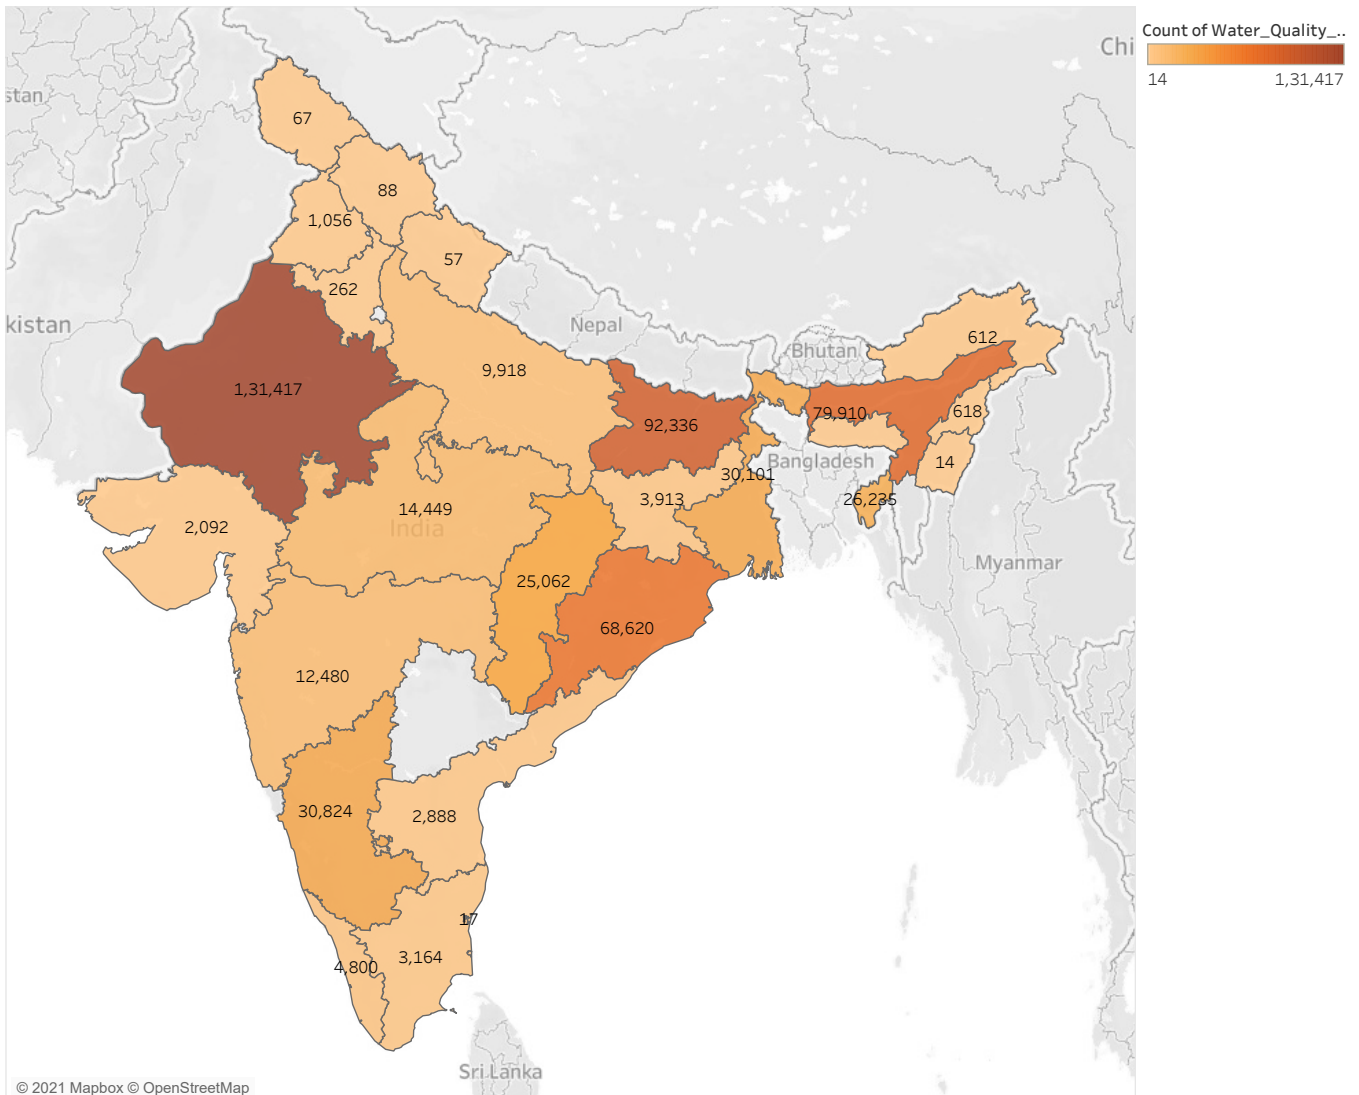 Count of Water_Quality_..
14 1,31,417
Chi
stan
67
88
1,056
57
262
kistan
Nepal
612
Bhutan
9,918
1,31,417
79,910
618
92,336
Bangladesh
14
30,101
3,913
26,235
14,449
2,092
India
Myanmar
25,062
68,620
12,480
30,824
2,888
17
3,164
4,800
Sri Lanka
© 2021 Mapbox © OpenStreetMap